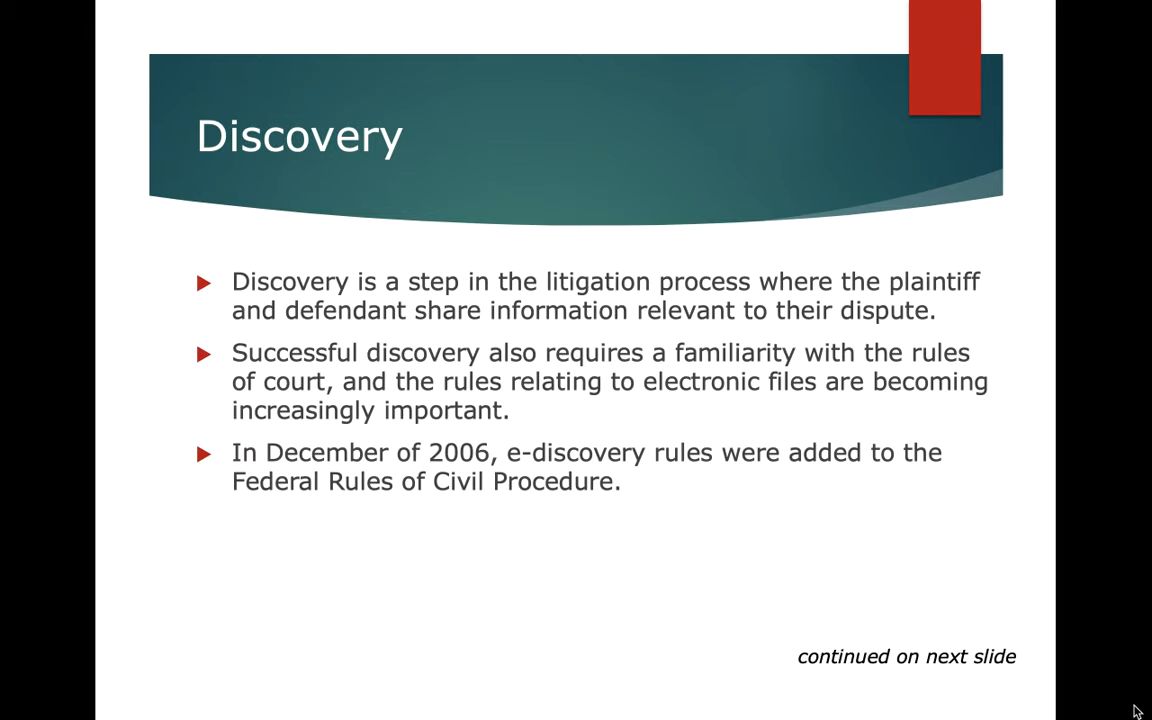 Discovery
Discovery is a step in the litigation process where the plaintiff
and defendant share information relevant to their dispute.
Successful discovery also requires a familiarity with the rules
of court, and the rules relating to electronic files are becoming
increasingly important.
In December of 2006, e-discovery rules were added to the
Federal Rules of Civil Procedure.
continued on next slide